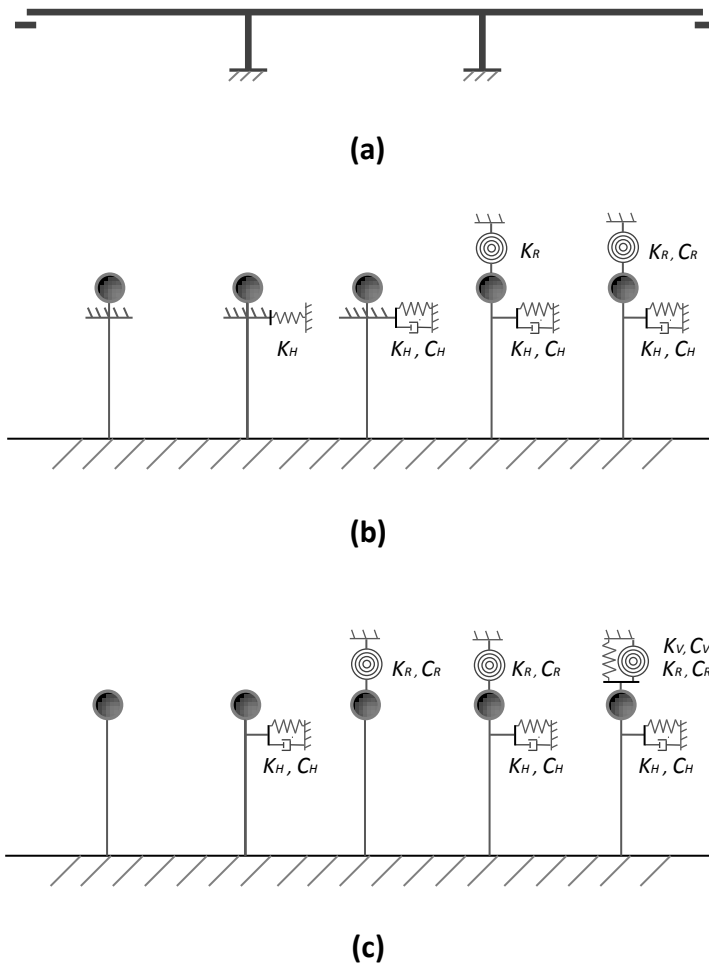 (a)
K_R K_R, C_R
K_H K_H, C_H K_H, C_H K_H, C_H
(b)
K_V, C_V
K_R, C_R K_R, C_R K_R, C_R
K_H, C_H K_H, C_H K_H, C_H
(c)